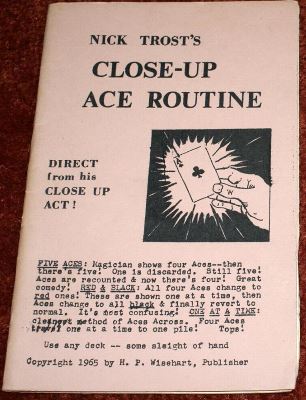 NICK TROST'S
CLOSE-UP
ACE ROUTINE
DIRECT
from his
CLOSE UP
ACT!
FIVE ACES: Magician shows four Aces--then
there's five! One is discarded. Still five!
Aces are recounted & now there's four! Great
comedy! RED & BLACK: All four Aces change to
red ones! These are shown one at a time, then
Aces change to all black & finally revert to
normal. It's most confusing! ONE AT A TIME:
cleanest method of Aces Across. Four Aces
travel one at a time to one pile! Tops!
Use any deck -- some sleight of hand
Copyright 1965 by H. P. Wisehart, Publisher